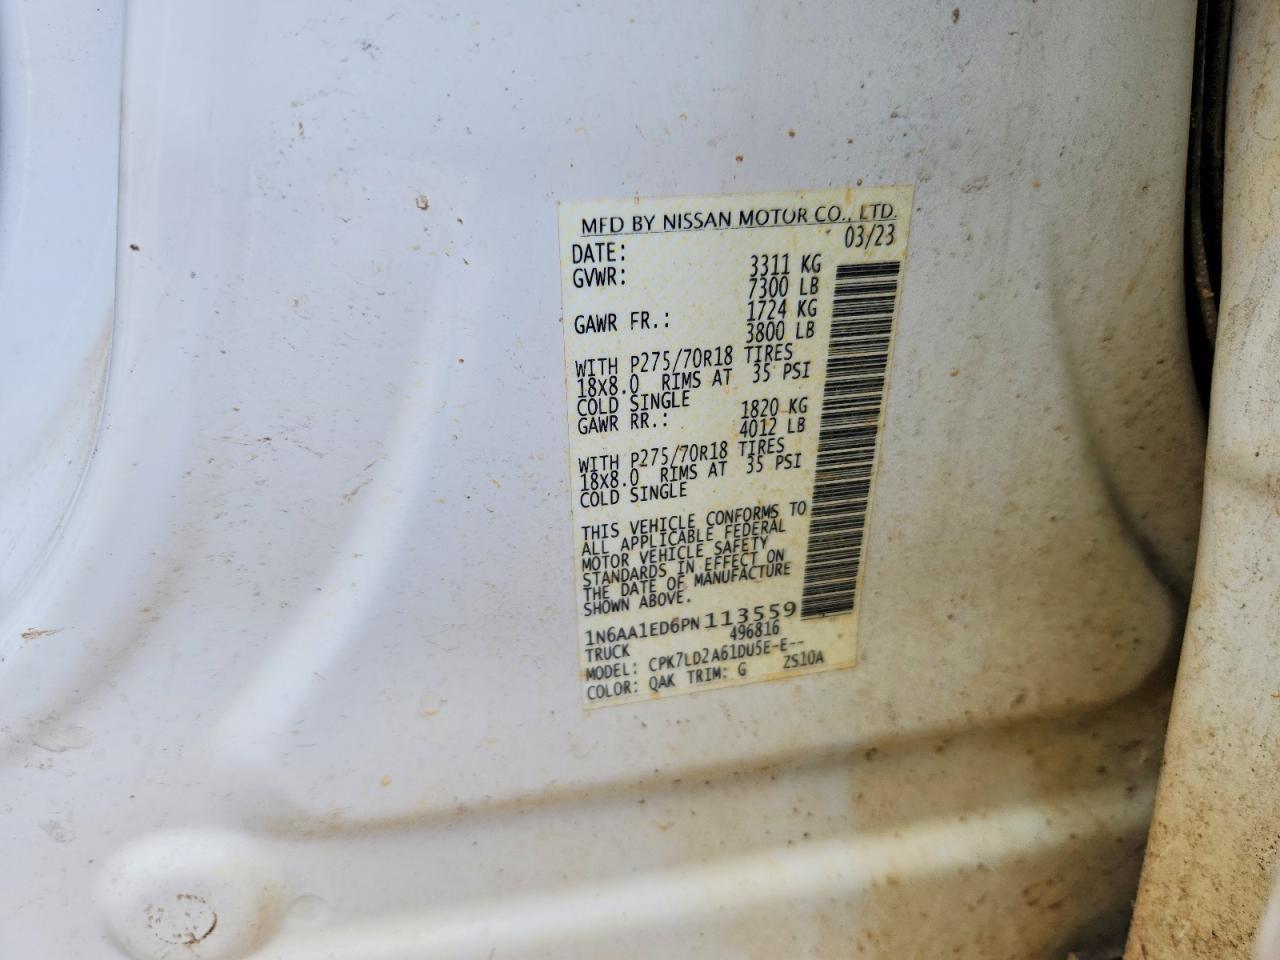 MFD BY NISSAN MOTOR CO., LTD.
DATE: 03/23
GVWR: 3311 KG
7300 LB
GAWR FR.: 1724 KG
3800 LB
WITH P275/70R18 TIRES
18X8.0 RIMS AT 35 PSI
COLD SINGLE
GAWR RR.: 1820 KG
4012 LB
WITH P275/70R18 TIRES
18X8.0 RIMS AT 35 PSI
COLD SINGLE
THIS VEHICLE CONFORMS TO
ALL APPLICABLE FEDERAL
MOTOR VEHICLE SAFETY
STANDARDS IN EFFECT ON
THE DATE OF MANUFACTURE
SHOWN ABOVE.
1N6AA1ED6PN113559
TRUCK 496816
MODEL: CPK7LD2A61DU5E-E--
COLOR: QAK TRIM: G ZS10A